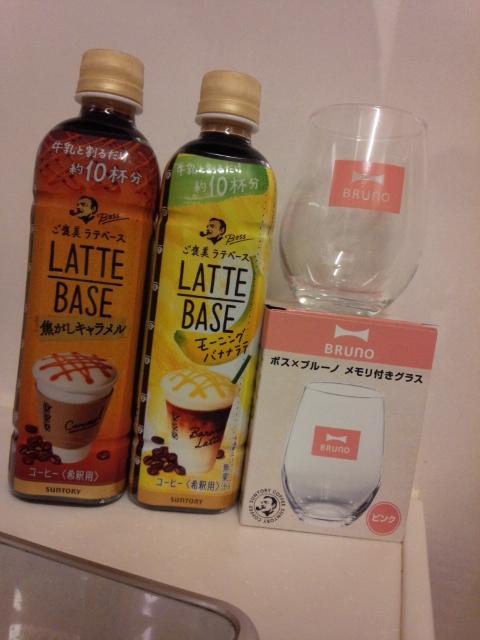 牛乳と割るだけ
約10杯分
Boss
ご褒美ラテベース
LATTE
BASE
焦がしキャラメル
Caramel
コーヒー〈希釈用〉
SUNTORY
牛乳と割るだけ
約10杯分
Boss
ご褒美ラテベース
LATTE
BASE
モーニング
バナナラテ
Banana
Latte
無果汁
コーヒー〈希釈用〉
SUNTORY
BRUNO
BRUNO
ボス×ブルーノ メモリ付きグラス
BRUNO
SUNTORY COFFEE
ピンク